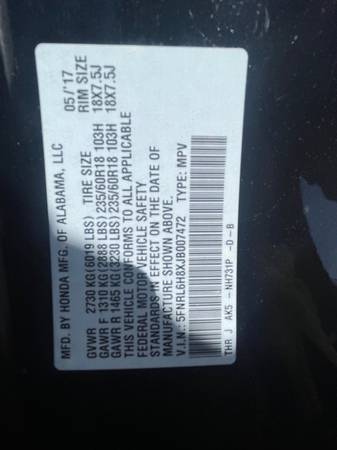 MFD. BY HONDA MFG. OF ALABAMA, LLC 05/'17
GVWR 2730 KG(6019 LBS) TIRE SIZE RIM SIZE
GAWR F 1310 KG(2888 LBS) 235/60R18 103H 18X7.5J
GAWR R 1465 KG(3230 LBS) 235/60R18 103H 18X7.5J
THIS VEHICLE CONFORMS TO ALL APPLICABLE
FEDERAL MOTOR VEHICLE SAFETY
STANDARDS IN EFFECT ON THE DATE OF
MANUFACTURE SHOWN ABOVE.
V.I.N.: 5FNRL6H8XJB007472 TYPE: MPV
THR J AK5 -NH731P -D-B